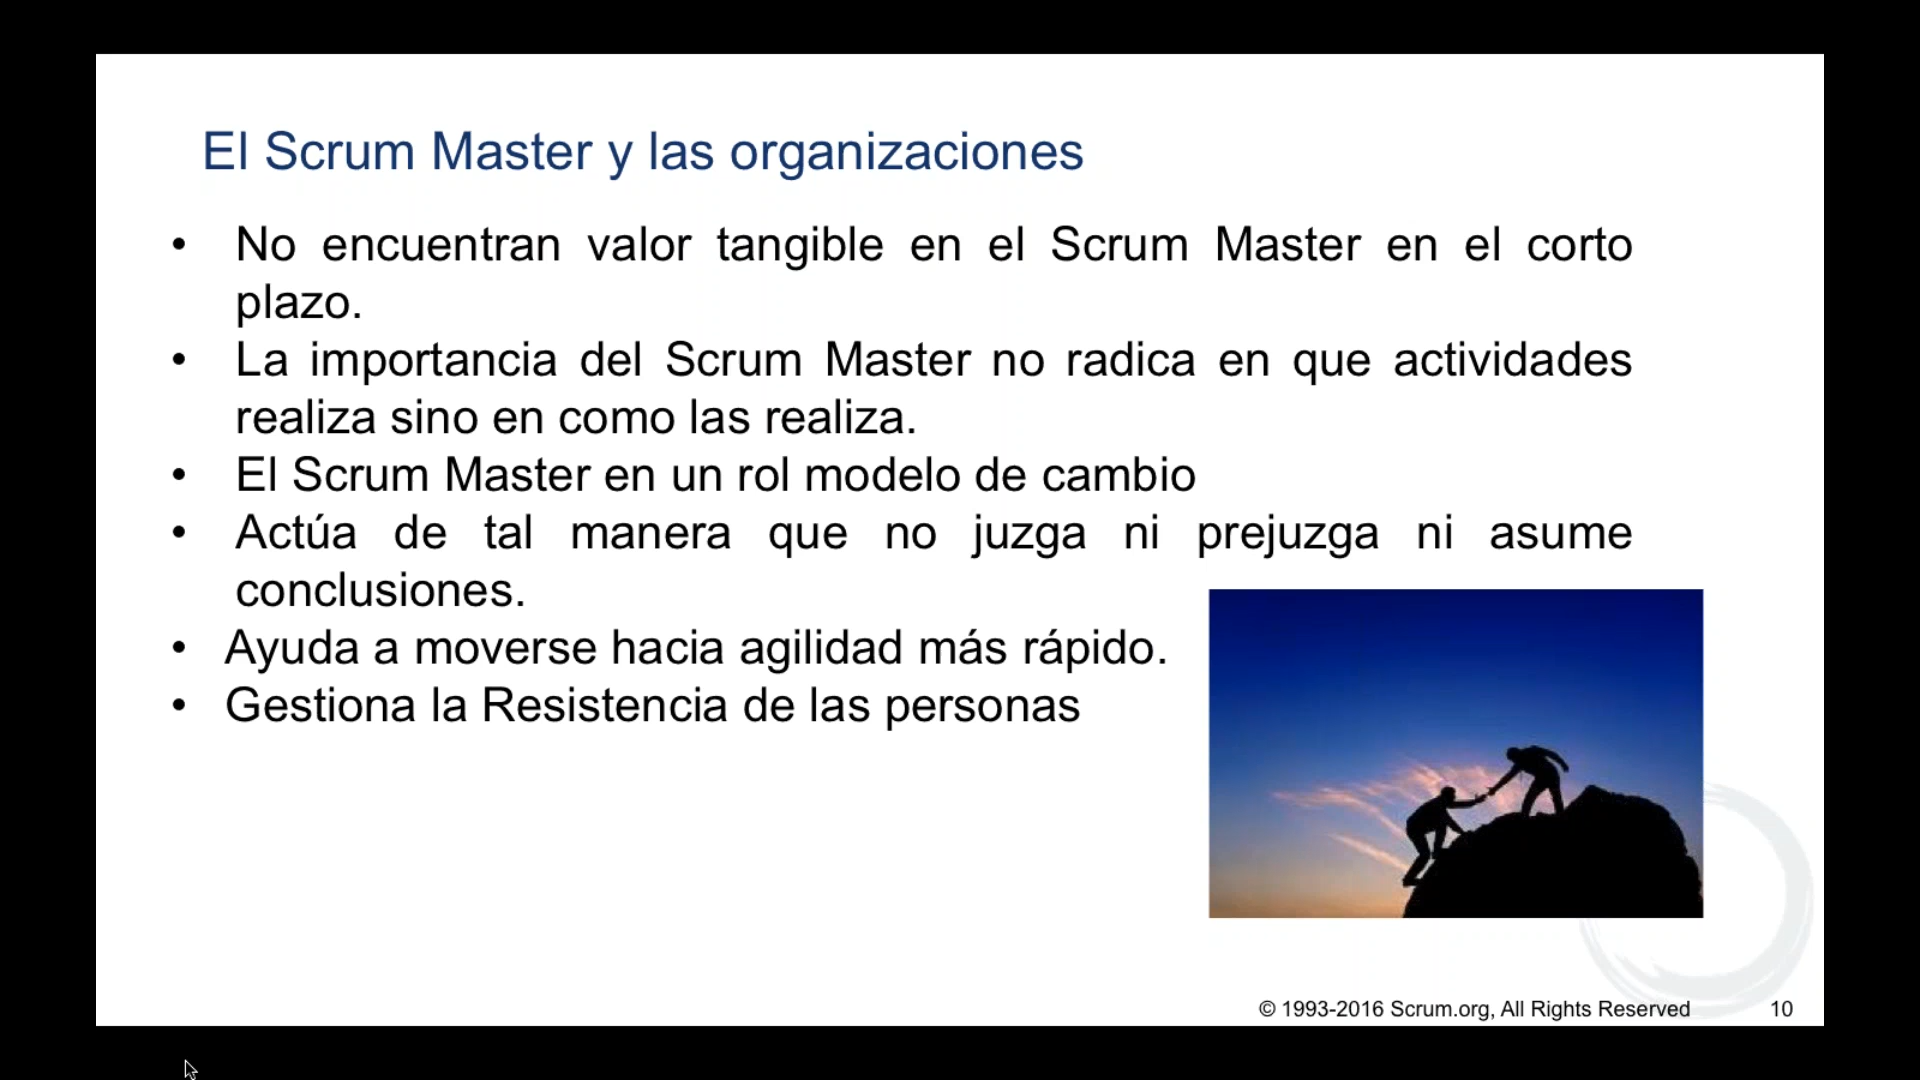 El Scrum Master y las organizaciones
• No encuentran valor tangible en el Scrum Master en el corto
plazo.
• La importancia del Scrum Master no radica en que actividades
realiza sino en como las realiza.
• El Scrum Master en un rol modelo de cambio
• Actúa de tal manera que no juzga ni prejuzga ni asume
conclusiones.
• Ayuda a moverse hacia agilidad más rápido.
• Gestiona la Resistencia de las personas
© 1993-2016 Scrum.org, All Rights Reserved 10